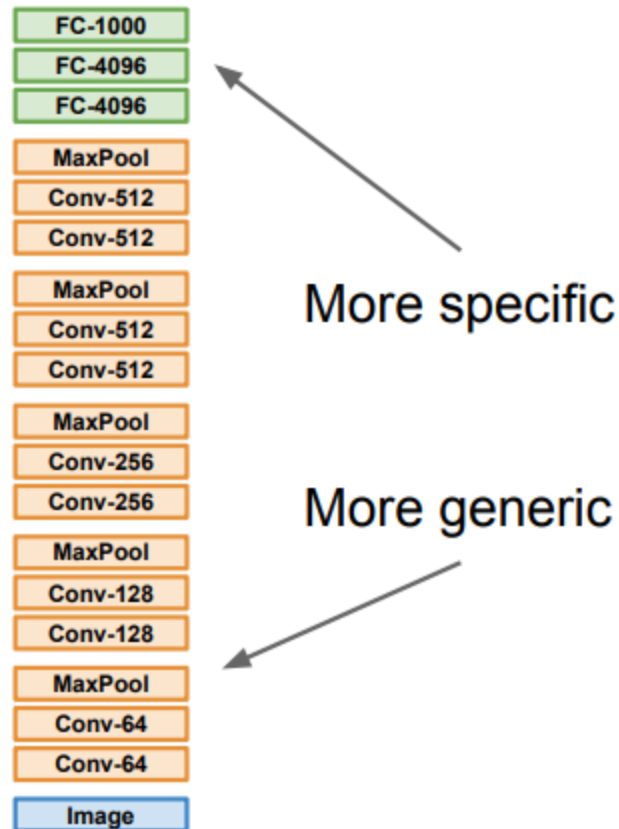 FC-1000
FC-4096
FC-4096
MaxPool
Conv-512
Conv-512
MaxPool
Conv-512
Conv-512
MaxPool
Conv-256
Conv-256
MaxPool
Conv-128
Conv-128
MaxPool
Conv-64
Conv-64
Image
More specific
More generic